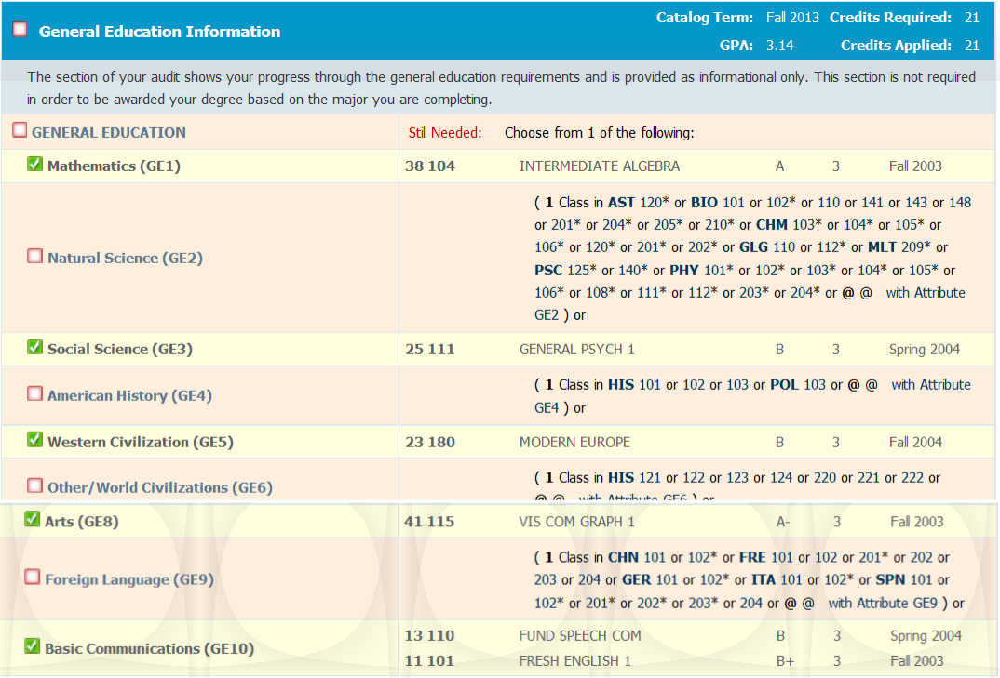 General Education Information
Catalog Term: Fall 2013 Credits Required: 21
GPA: 3.14 Credits Applied: 21
The section of your audit shows your progress through the general education requirements and is provided as informational only. This section is not required
in order to be awarded your degree based on the major you are completing.
GENERAL EDUCATION Still Needed: Choose from 1 of the following:
Mathematics (GE1) 38 104 INTERMEDIATE ALGEBRA A 3 Fall 2003
Natural Science (GE2)
( 1 Class in AST 120* or BIO 101 or 102* or 110 or 141 or 143 or 148
or 201* or 204* or 205* or 210* or CHM 103* or 104* or 105* or
106* or 120* or 201* or 202* or GLG 110 or 112* or MLT 209* or
PSC 125* or 140* or PHY 101* or 102* or 103* or 104* or 105* or
106* or 108* or 111* or 112* or 203* or 204* or @ @ with Attribute
GE2 ) or
Social Science (GE3) 25 111 GENERAL PSYCH 1 B 3 Spring 2004
American History (GE4)
( 1 Class in HIS 101 or 102 or 103 or POL 103 or @ @ with Attribute
GE4 ) or
Western Civilization (GE5) 23 180 MODERN EUROPE B 3 Fall 2004
Other/World Civilizations (GE6)
( 1 Class in HIS 121 or 122 or 123 or 124 or 220 or 221 or 222 or
@ @ with Attribute GE6 ) or
Arts (GE8) 41 115 VIS COM GRAPH 1 A- 3 Fall 2003
Foreign Language (GE9)
( 1 Class in CHN 101 or 102* or FRE 101 or 102 or 201* or 202 or
203 or 204 or GER 101 or 102* or ITA 101 or 102* or SPN 101 or
102* or 201* or 202* or 203* or 204 or @ @ with Attribute GE9 ) or
Basic Communications (GE10)
13 110 FUND SPEECH COM B 3 Spring 2004
11 101 FRESH ENGLISH 1 B+ 3 Fall 2003